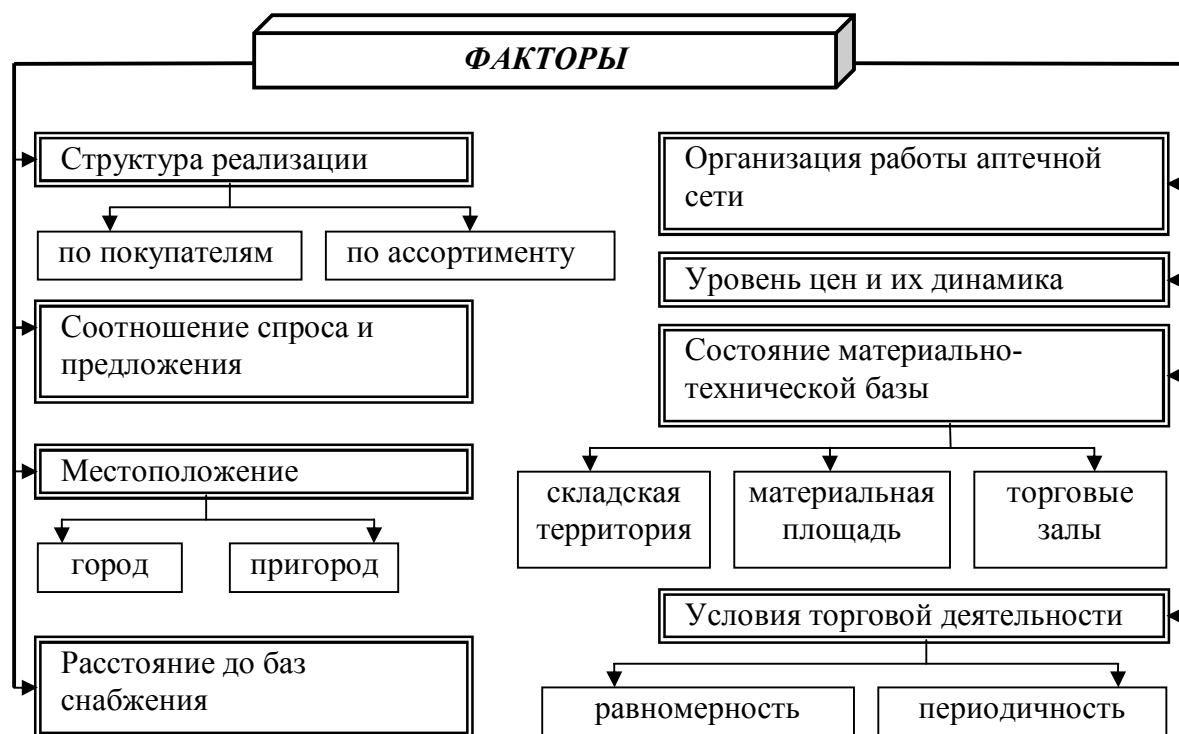 ФАКТОРЫ
Структура реализации
по покупателям
по ассортименту
Соотношение спроса и
предложения
Местоположение
город
пригород
Расстояние до баз
снабжения
Организация работы аптечной
сети
Уровень цен и их динамика
Состояние материально-
технической базы
складская
территория
материальная
площадь
торговые
залы
Условия торговой деятельности
равномерность
периодичность